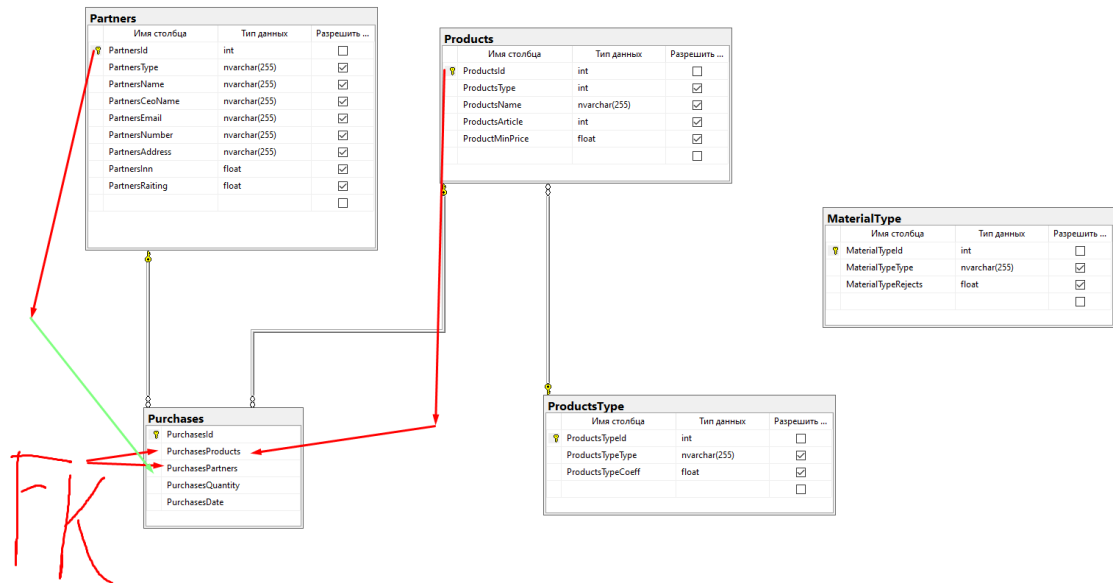 Partners
Имя столбца Тип данных Разрешить ...
PartnersId int
PartnersType nvarchar(255)
PartnersName nvarchar(255)
PartnersCeoName nvarchar(255)
PartnersEmail nvarchar(255)
PartnersNumber nvarchar(255)
PartnersAddress nvarchar(255)
PartnersInn float
PartnersRaiting float
Products
Имя столбца Тип данных Разрешить ...
ProductsId int
ProductsType int
ProductsName nvarchar(255)
ProductsArticle int
ProductMinPrice float
MaterialType
Имя столбца Тип данных Разрешить ...
MaterialTypeId int
MaterialTypeType nvarchar(255)
MaterialTypeRejects float
Purchases
PurchasesId
PurchasesProducts
PurchasesPartners
PurchasesQuantity
PurchasesDate
ProductsType
Имя столбца Тип данных Разрешить ...
ProductsTypeId int
ProductsTypeType nvarchar(255)
ProductsTypeCoeff float
FK